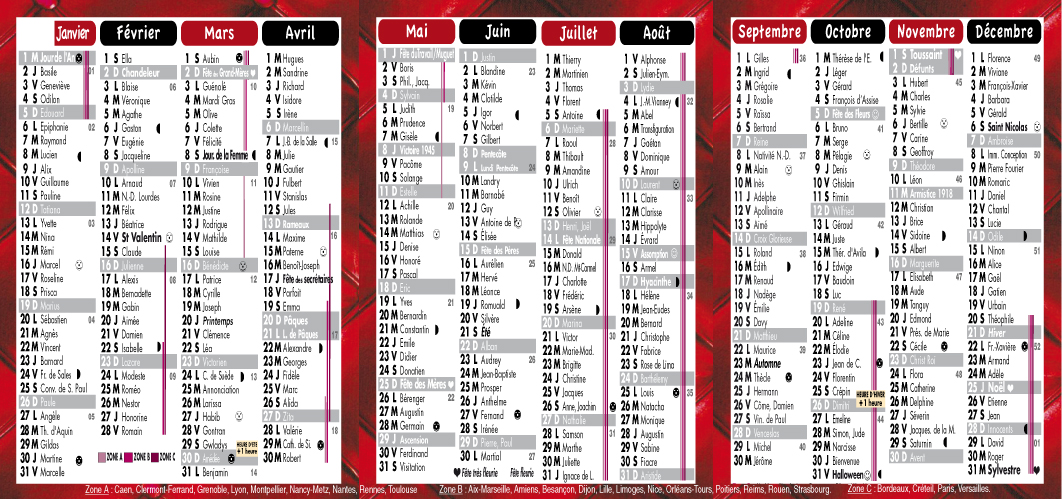 Janvier
1 M Jour de l'An
2 J Basile 01
3 V Geneviève
4 S Odilon
5 D Edouard
6 L Epiphanie 02
7 M Raymond
8 M Lucien
9 J Alix
10 V Guillaume
11 S Pauline
12 D Tatiana
13 L Yvette 03
14 M Nina
15 M Rémi
16 J Marcel
17 V Roseline
18 S Prisca
19 D Marius
20 L Sébastien 04
21 M Agnès
22 M Vincent
23 J Barnard
24 V Fr. de Sales
25 S Conv. de S. Paul
26 D Paule
27 L Angèle 05
28 M Th. d'Aquin
29 M Gildas
30 J Martine
31 V Marcelle
Février
1 S Ella
2 D Chandeleur
3 L Blaise 06
4 M Véronique
5 M Agathe
6 J Gaston
7 V Eugénie
8 S Jacqueline
9 D Apolline
10 L Arnaud 07
11 M N.-D. Lourdes
12 M Félix
13 J Béatrice
14 V St Valentin
15 S Claude
16 D Julienne
17 L Alexis 08
18 M Bernadette
19 M Gabin
20 J Aimée
21 V Damien
22 S Isabelle
23 D Lazare
24 L Modeste 09
25 M Roméo
26 M Nestor
27 J Honorine
28 V Romain
ZONE A ZONE B ZONE C
Mars
1 S Aubin
2 D Fête des Grand-Mères
3 L Guénolé 10
4 M Mardi Gras
5 M Olive
6 J Colette
7 V Félicité
8 S Jour de la Femme
9 D Françoise
10 L Vivien 11
11 M Rosine
12 M Justine
13 J Rodrigue
14 V Mathilde
15 S Louise
16 D Bénédicte
17 L Patrice 12
18 M Cyrille
19 M Joseph
20 J Printemps
21 V Clémence
22 S Léa
23 D Victorien
24 L C. de Suède 13
25 M Annonciation
26 M Larissa
27 J Habib
28 V Gontran
29 S Gwladys
30 D Amédée
31 L Benjamin 14
HEURE D'ETE
+1 heure
Avril
1 M Hugues
2 M Sandrine
3 J Richard
4 V Isidore
5 S Irène
6 D Marcellin
7 L J.-B. de la Salle 15
8 M Julie
9 M Gautier
10 J Fulbert
11 V Stanislas
12 S Jules
13 D Rameaux
14 L Maxime 16
15 M Paterne
16 M Benoît-Joseph
17 J Fête des secrétaires
18 V Parfait
19 S Emma
20 D Pâques
21 L L. de Pâques 17
22 M Alexandre
23 M Georges
24 J Fidèle
25 V Marc
26 S Alida
27 D Zita
28 L Valérie 18
29 M Cath. de Si.
30 M Robert
Mai
1 J Fête du travail/Muguet
2 V Boris
3 S Phil., Jacq.
4 D Sylvain
5 L Judith 19
6 M Prudence
7 M Gisèle
8 J Victoire 1945
9 V Pacôme
10 S Solange
11 D Estelle
12 L Achille 20
13 M Rolande
14 M Matthias
15 J Denise
16 V Honoré
17 S Pascal
18 D Eric
19 L Yves 21
20 M Bernardin
21 M Constantin
22 J Emile
23 V Didier
24 S Donatien
25 D Fête des Mères
26 L Bérenger 22
27 M Augustin
28 M Germain
29 J Ascension
30 V Ferdinand
31 S Visitation
Juin
1 D Justin
2 L Blandine 23
3 M Kévin
4 M Clotilde
5 J Igor
6 V Norbert
7 S Gilbert
8 D Pentecôte
9 L Lundi Pentecôte 24
10 M Landry
11 M Barnabé
12 J Guy
13 V Antoine de P.
14 S Élisée
15 D Fête des Pères
16 L Aurélien 25
17 M Hervé
18 M Léonce
19 J Romuald
20 V Silvère
21 S Été
22 D Alban
23 L Audrey 26
24 M Jean-Baptiste
25 M Prosper
26 J Anthelme
27 V Fernand
28 S Irénée
29 D Pierre, Paul
30 L Martial 27
Fête très fleurie Fête fleurie
Juillet
1 M Thierry
2 M Martinien
3 J Thomas
4 V Florent
5 S Antoine
6 D Mariette
7 L Raoul 28
8 M Thibault
9 M Amandine
10 J Ulrich
11 V Benoît
12 S Olivier
13 D Henri, Joël
14 L Fête Nationale 29
15 M Donald
16 M N.D. Mt-Carmel
17 J Charlotte
18 V Frédéric
19 S Arsène
20 D Marina
21 L Victor 30
22 M Marie-Mad.
23 M Brigitte
24 J Christine
25 V Jacques
26 S Anne, Joachim
27 D Nathalie
28 L Samson 31
29 M Marthe
30 M Juliette
31 J Ignace de L.
Août
1 V Alphonse
2 S Julien-Eym.
3 D Lydie
4 L J.-M.Vianney 32
5 M Abel
6 M Transfiguration
7 J Gaétan
8 V Dominique
9 S Amour
10 D Laurent
11 L Claire 33
12 M Clarisse
13 M Hippolyte
14 J Évrard
15 V Assomption
16 S Armel
17 D Hyacinthe
18 L Hélène 34
19 M Jean-Eudes
20 M Bernard
21 J Christophe
22 V Fabrice
23 S Rose de Lima
24 D Barthélemy
25 L Louis 35
26 M Natacha
27 M Monique
28 J Augustin
29 V Sabine
30 S Fiacre
31 D Aristide
Septembre
1 L Gilles 36
2 M Ingrid
3 M Grégoire
4 J Rosalie
5 V Raïssa
6 S Bertrand
7 D Reine
8 L Nativité N.-D. 37
9 M Alain
10 M Inès
11 J Adelphe
12 V Apollinaire
13 S Aimé
14 D Croix Glorieuse
15 L Roland 38
16 M Édith
17 M Renaud
18 J Nadège
19 V Émilie
20 S Davy
21 D Matthieu
22 L Maurice 39
23 M Automne
24 M Thècle
25 J Hermann
26 V Côme, Damien
27 S Vinc. de Paul
28 D Venceslas
29 L Michel 40
30 M Jérôme
Octobre
1 M Thérèse de l'E.
2 J Léger
3 V Gérard
4 S François d'Assise
5 D Fête des Fleurs
6 L Bruno 41
7 M Serge
8 M Pélagie
9 J Denis
10 V Ghislain
11 S Firmin
12 D Wilfried
13 L Géraud 42
14 M Juste
15 M Thér. d'Avila
16 J Edwige
17 V Baudoin
18 S Luc
19 D René
20 L Adeline 43
21 M Céline
22 M Élodie
23 J Jean de C.
24 V Florentin
25 S Crépin
26 D Dimitri
27 L Emeline 44
28 M Simon, Jude
29 M Narcisse
30 J Bienvenue
31 V Halloween
HEURE D'HIVER
+1 heure
Novembre
1 S Toussaint
2 D Défunts
3 L Hubert 45
4 M Charles
5 M Sylvie
6 J Bertille
7 V Carine
8 S Geoffroy
9 D Théodore
10 L Léon 46
11 M Armistice 1918
12 M Christian
13 J Brice
14 V Sidoine
15 S Albert
16 D Marguerite
17 L Elisabeth 47
18 M Aude
19 M Tanguy
20 J Edmond
21 V Prés. de Marie
22 S Cécile
23 D Christ Roi
24 L Flora 48
25 M Catherine
26 M Delphine
27 J Séverin
28 V Jacques. de la M.
29 S Saturnin
30 D Avent
Décembre
1 L Florence 49
2 M Viviane
3 M François-Xavier
4 J Barbara
5 V Gérald
6 S Saint Nicolas
7 D Ambroise
8 L Imm. Conception 50
9 M Pierre Fourier
10 M Romaric
11 J Daniel
12 V Chantal
13 S Lucie
14 D Odile
15 L Ninon 51
16 M Alice
17 M Gaël
18 J Gatien
19 V Urbain
20 S Théophile
21 D Hiver
22 L Fr.-Xavière 52
23 M Armand
24 M Adèle
25 J Noël
26 V Etienne
27 S Jean
28 D Innocents
29 L David 01
30 M Roger
31 M Sylvestre
Zone A : Caen, Clermont-Ferrand, Grenoble, Lyon, Montpellier, Nancy-Metz, Nantes, Rennes, Toulouse Zone B : Aix-Marseille, Amiens, Besançon, Dijon, Lille, Limoges, Nice, Orléans-Tours, Poitiers, Reims, Rouen, Strasbourg. Zone C : Bordeaux, Créteil, Paris, Versailles.